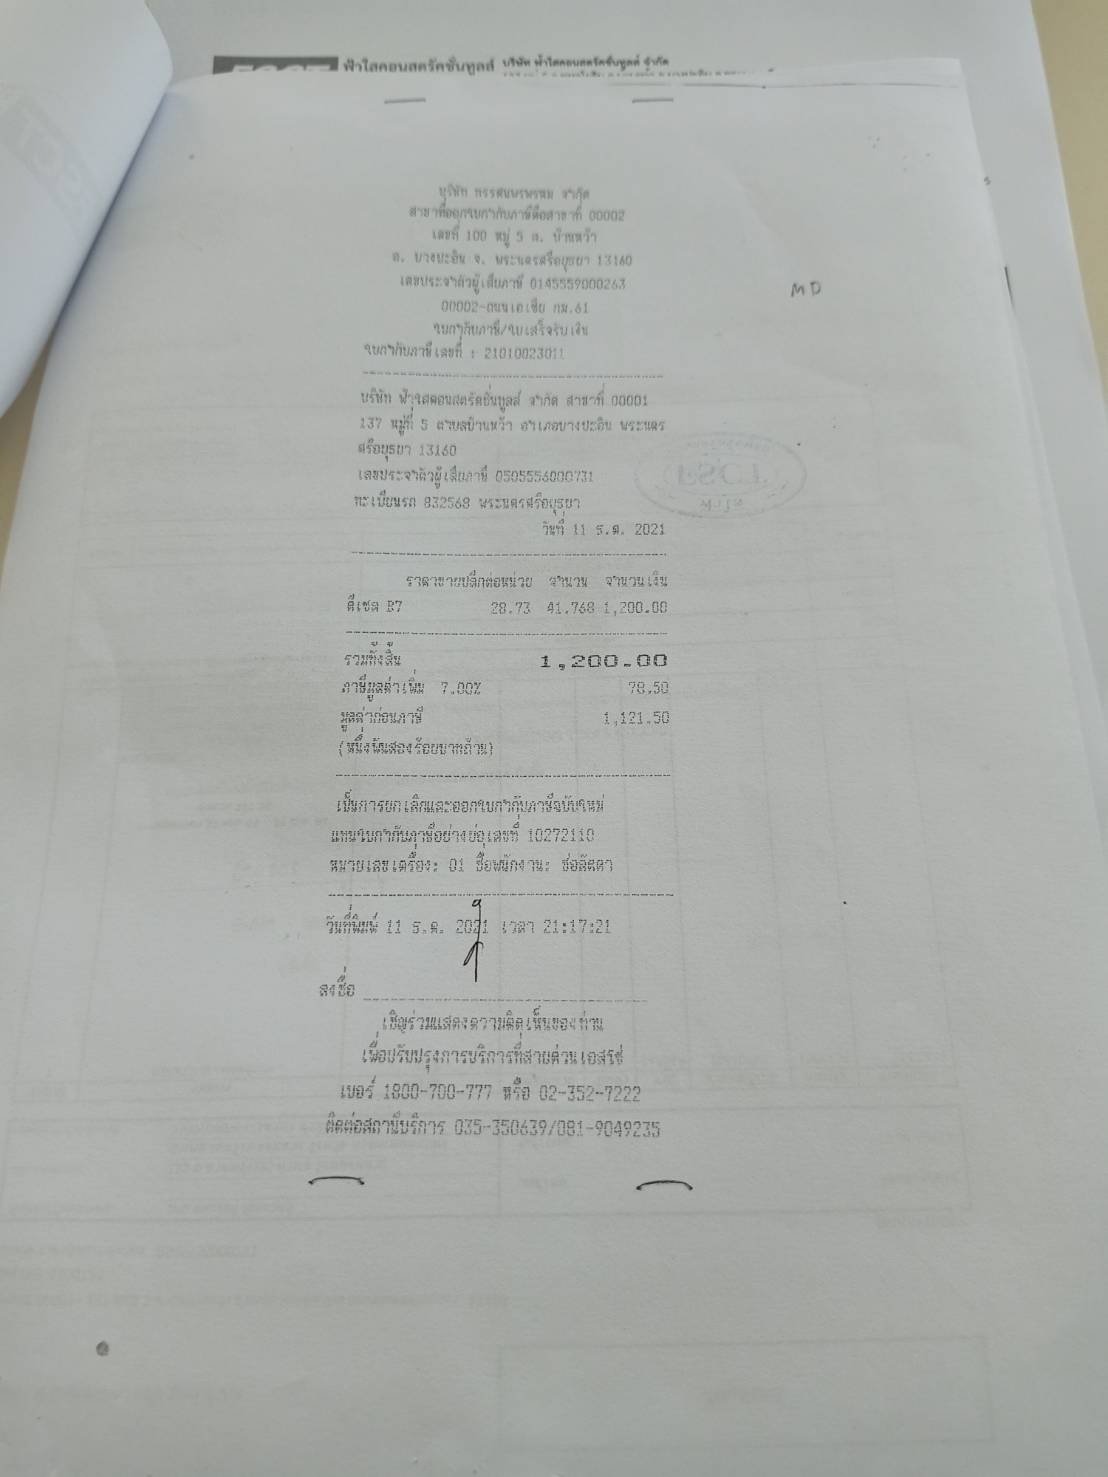 ฟ้าใสคอนสตรัคชั่นทูลส์ บริษัท ฟ้าใสคอนสตรัคชั่นทูลส์ จำกัด
บริษัท พรรสนนรพรหม จำกัด
สาขาที่ออกใบกำกับภาษีคือสาขาที่ 00002
เลขที่ 100 หมู่ 5 ต. บ้านหว้า
อ. บางปะอิน จ. พระนครศรีอยุธยา 13160
เลขประจำตัวผู้เสียภาษี 0145559000263
00002-ถนนเอเชีย กม.61
MD
ใบกำกับภาษี/ใบเสร็จรับเงิน
ใบกำกับภาษีเลขที่ : 21010023011
บริษัท ฟ้าใสคอนสตรัคชั่นทูลส์ จำกัด สาขาที่ 00001
137 หมู่ที่ 5 ตำบลบ้านหว้า อำเภอบางปะอิน พระนคร
ศรีอยุธยา 13160
เลขประจำตัวผู้เสียภาษี 0505556000731
ทะเบียนรถ 832568 พระนครศรีอยุธยา
วันที่ 11 ธ.ค. 2021
ราคาขายปลีกต่อหน่วย จำนวน จำนวนเงิน
ดีเซล B7 28.73 41.768 1,200.00
รวมทั้งสิ้น 1,200.00
ภาษีมูลค่าเพิ่ม 7.00% 78.50
มูลค่าก่อนภาษี 1,121.50
(หนึ่งพันสองร้อยบาทถ้วน)
เป็นการยกเลิกและออกใบกำกับภาษีฉบับใหม่
แทนใบกำกับภาษีอย่างย่อเลขที่ 10272110
หมายเลขเครื่อง: 01 ชื่อพนักงาน: ช่อลัดดา
วันที่พิมพ์ 11 ธ.ค. 2021 เวลา 21:17:21
ลงชื่อ
เชิญร่วมแสดงความคิดเห็นของท่าน
เพื่อปรับปรุงการบริการที่สายด่วนเอสโซ่
เบอร์ 1800-700-777 หรือ 02-352-7222
ติดต่อสถานีบริการ 035-350639/081-9049235